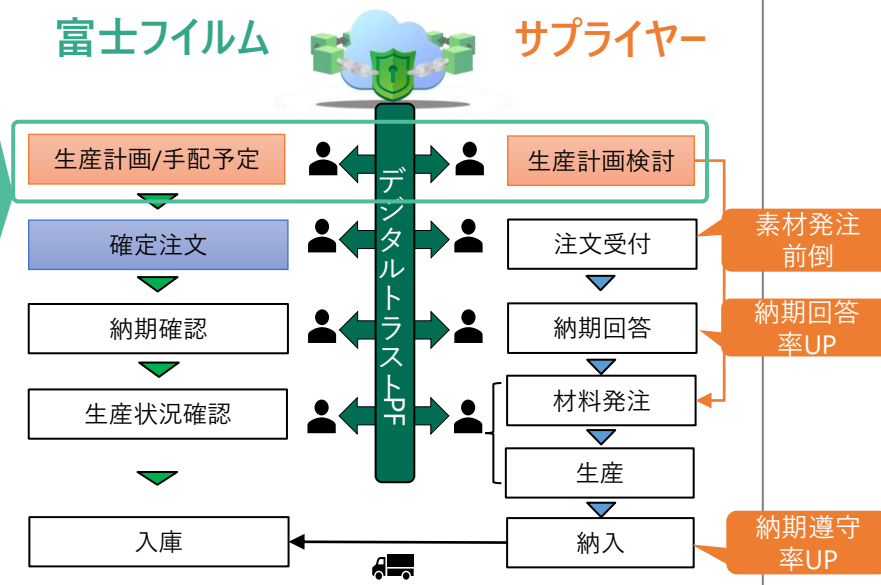 富士フイルム
サプライヤー
デジタルトラストPF
生産計画/手配予定
生産計画検討
確定注文
注文受付
素材発注
前倒
納期確認
納期回答
納期回答
率UP
生産状況確認
材料発注
生産
入庫
納入
納期遵守
率UP